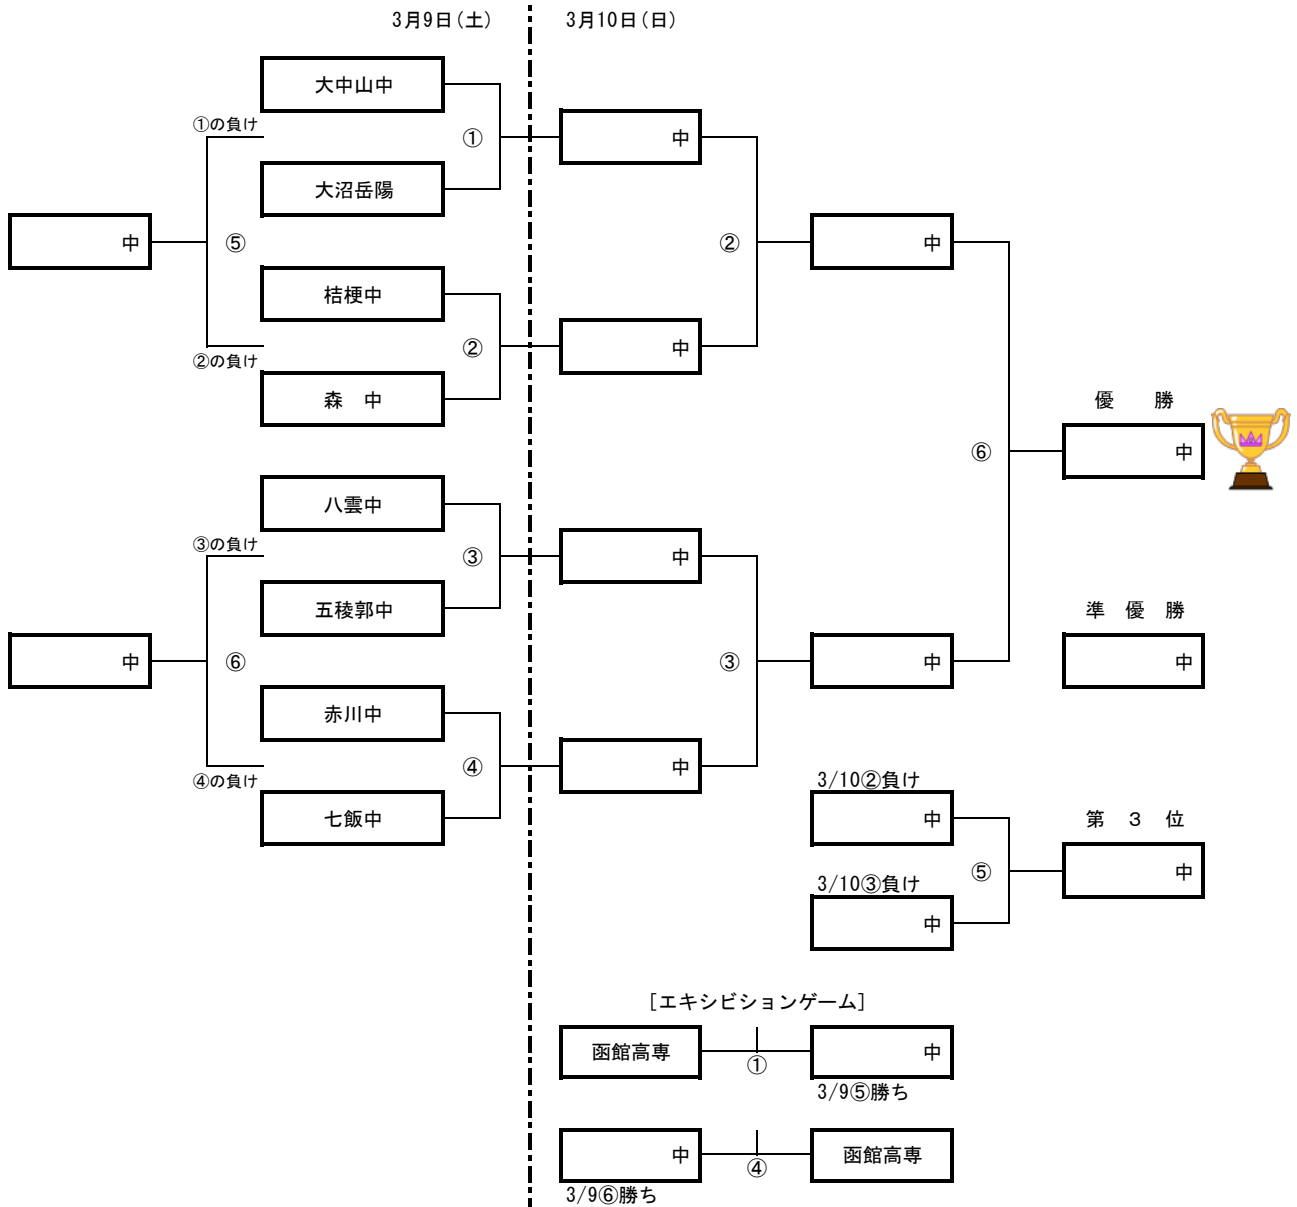 3月9日(土)
3月10日(日)
大中山中
①の負け
①
中
大沼岳陽
中
⑤
②
中
桔梗中
②
中
②の負け
森　中
優　勝
⑥
中
八雲中
③の負け
③
中
五稜郭中
準 優 勝
中
⑥
③
中
中
赤川中
④
中
④の負け
3/10②負け
七飯中
中
第 3 位
⑤
中
3/10③負け
中
[エキシビションゲーム]
函館高専
①
中
3/9⑤勝ち
中
④
函館高専
3/9⑥勝ち